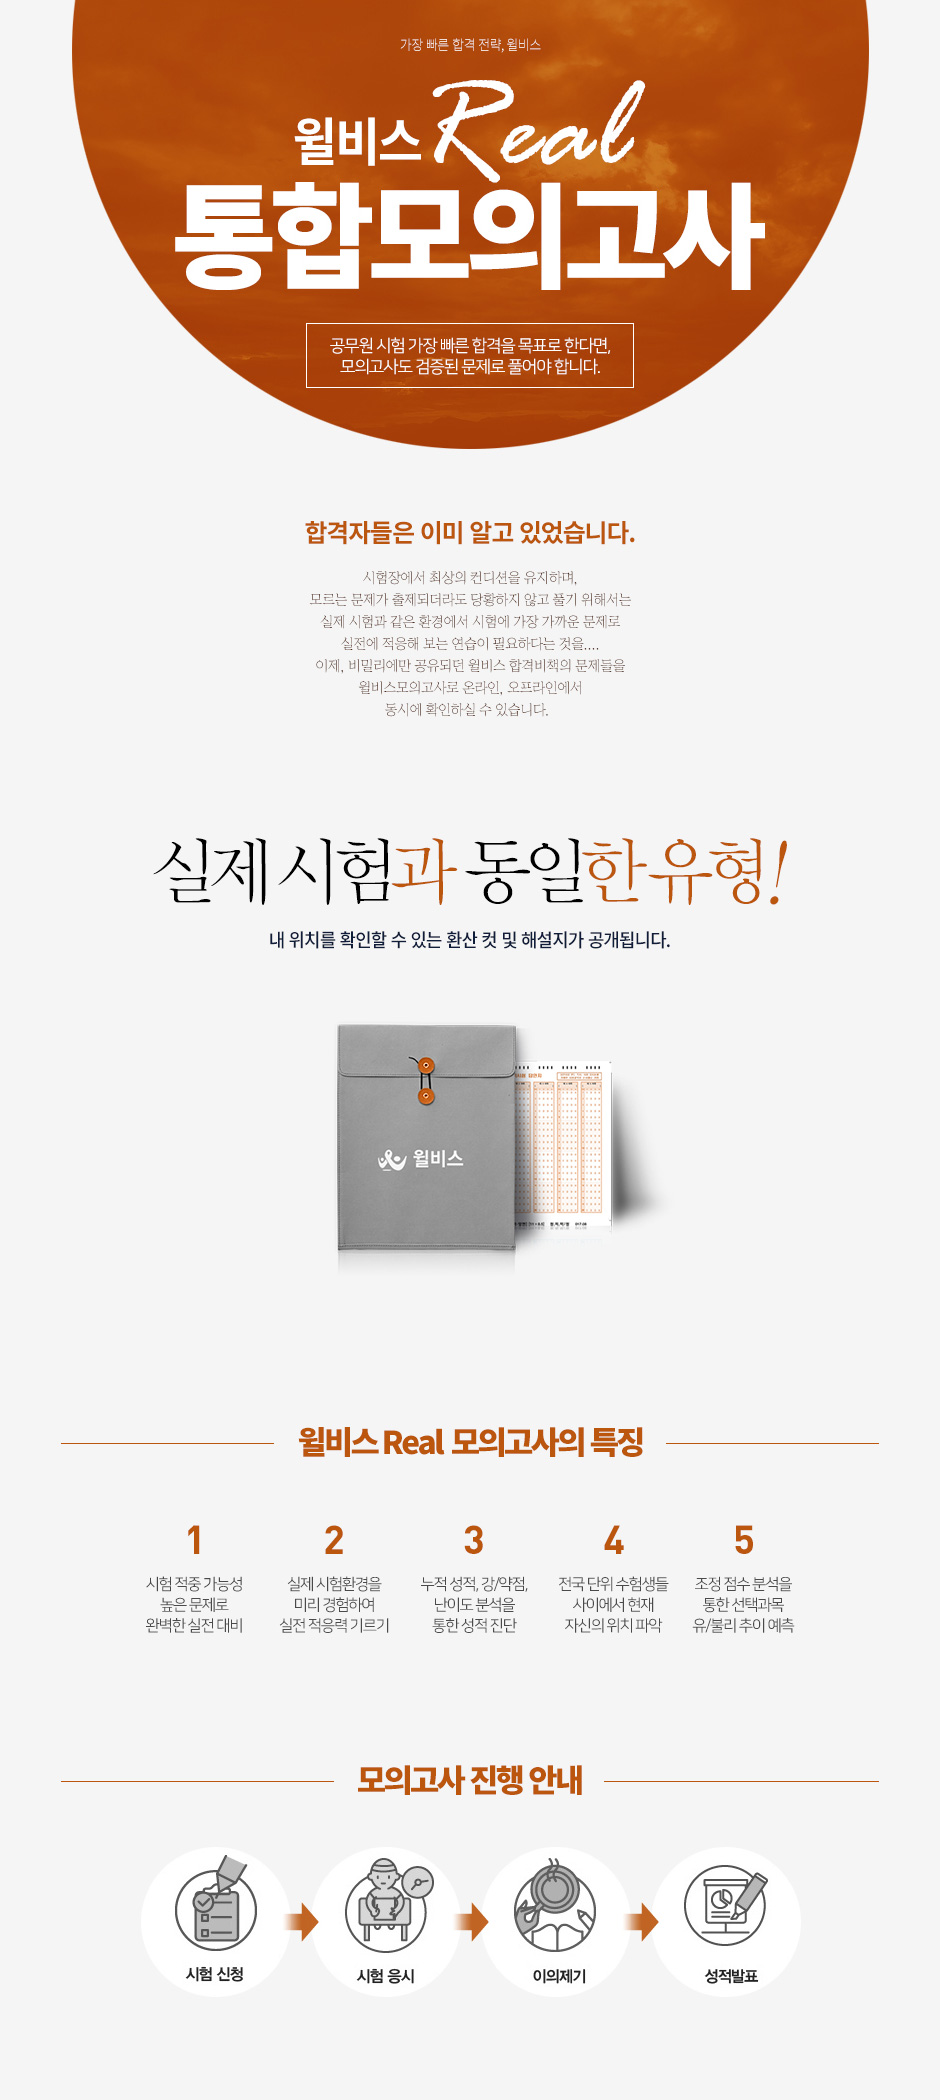 가장 빠른 합격 전략, 윌비스
윌비스 Real
통합모의고사
공무원 시험 가장 빠른 합격을 목표로 한다면,
모의고사도 검증된 문제로 풀어야 합니다.
합격자들은 이미 알고 있었습니다.
시험장에서 최상의 컨디션을 유지하며,
모르는 문제가 출제되더라도 당황하지 않고 풀기 위해서는
실제 시험과 같은 환경에서 시험에 가장 가까운 문제로
실전에 적응해 보는 연습이 필요하다는 것을....
이제, 비밀리에만 공유되던 윌비스 합격비책의 문제들을
윌비스모의고사로 온라인, 오프라인에서
동시에 확인하실 수 있습니다.
실제 시험과 동일한 유형!
내 위치를 확인할 수 있는 환산 컷 및 해설지가 공개됩니다.
윌비스
윌비스 Real 모의고사의 특징
1
시험 적중 가능성
높은 문제로
완벽한 실전 대비
2
실제 시험환경을
미리 경험하여
실전 적응력 기르기
3
누적 성적, 강/약점,
난이도 분석을
통한 성적 진단
4
전국 단위 수험생들
사이에서 현재
자신의 위치 파악
5
조정 점수 분석을
통한 선택과목
유/불리 추이 예측
모의고사 진행 안내
시험 신청
시험 응시
이의제기
성적발표